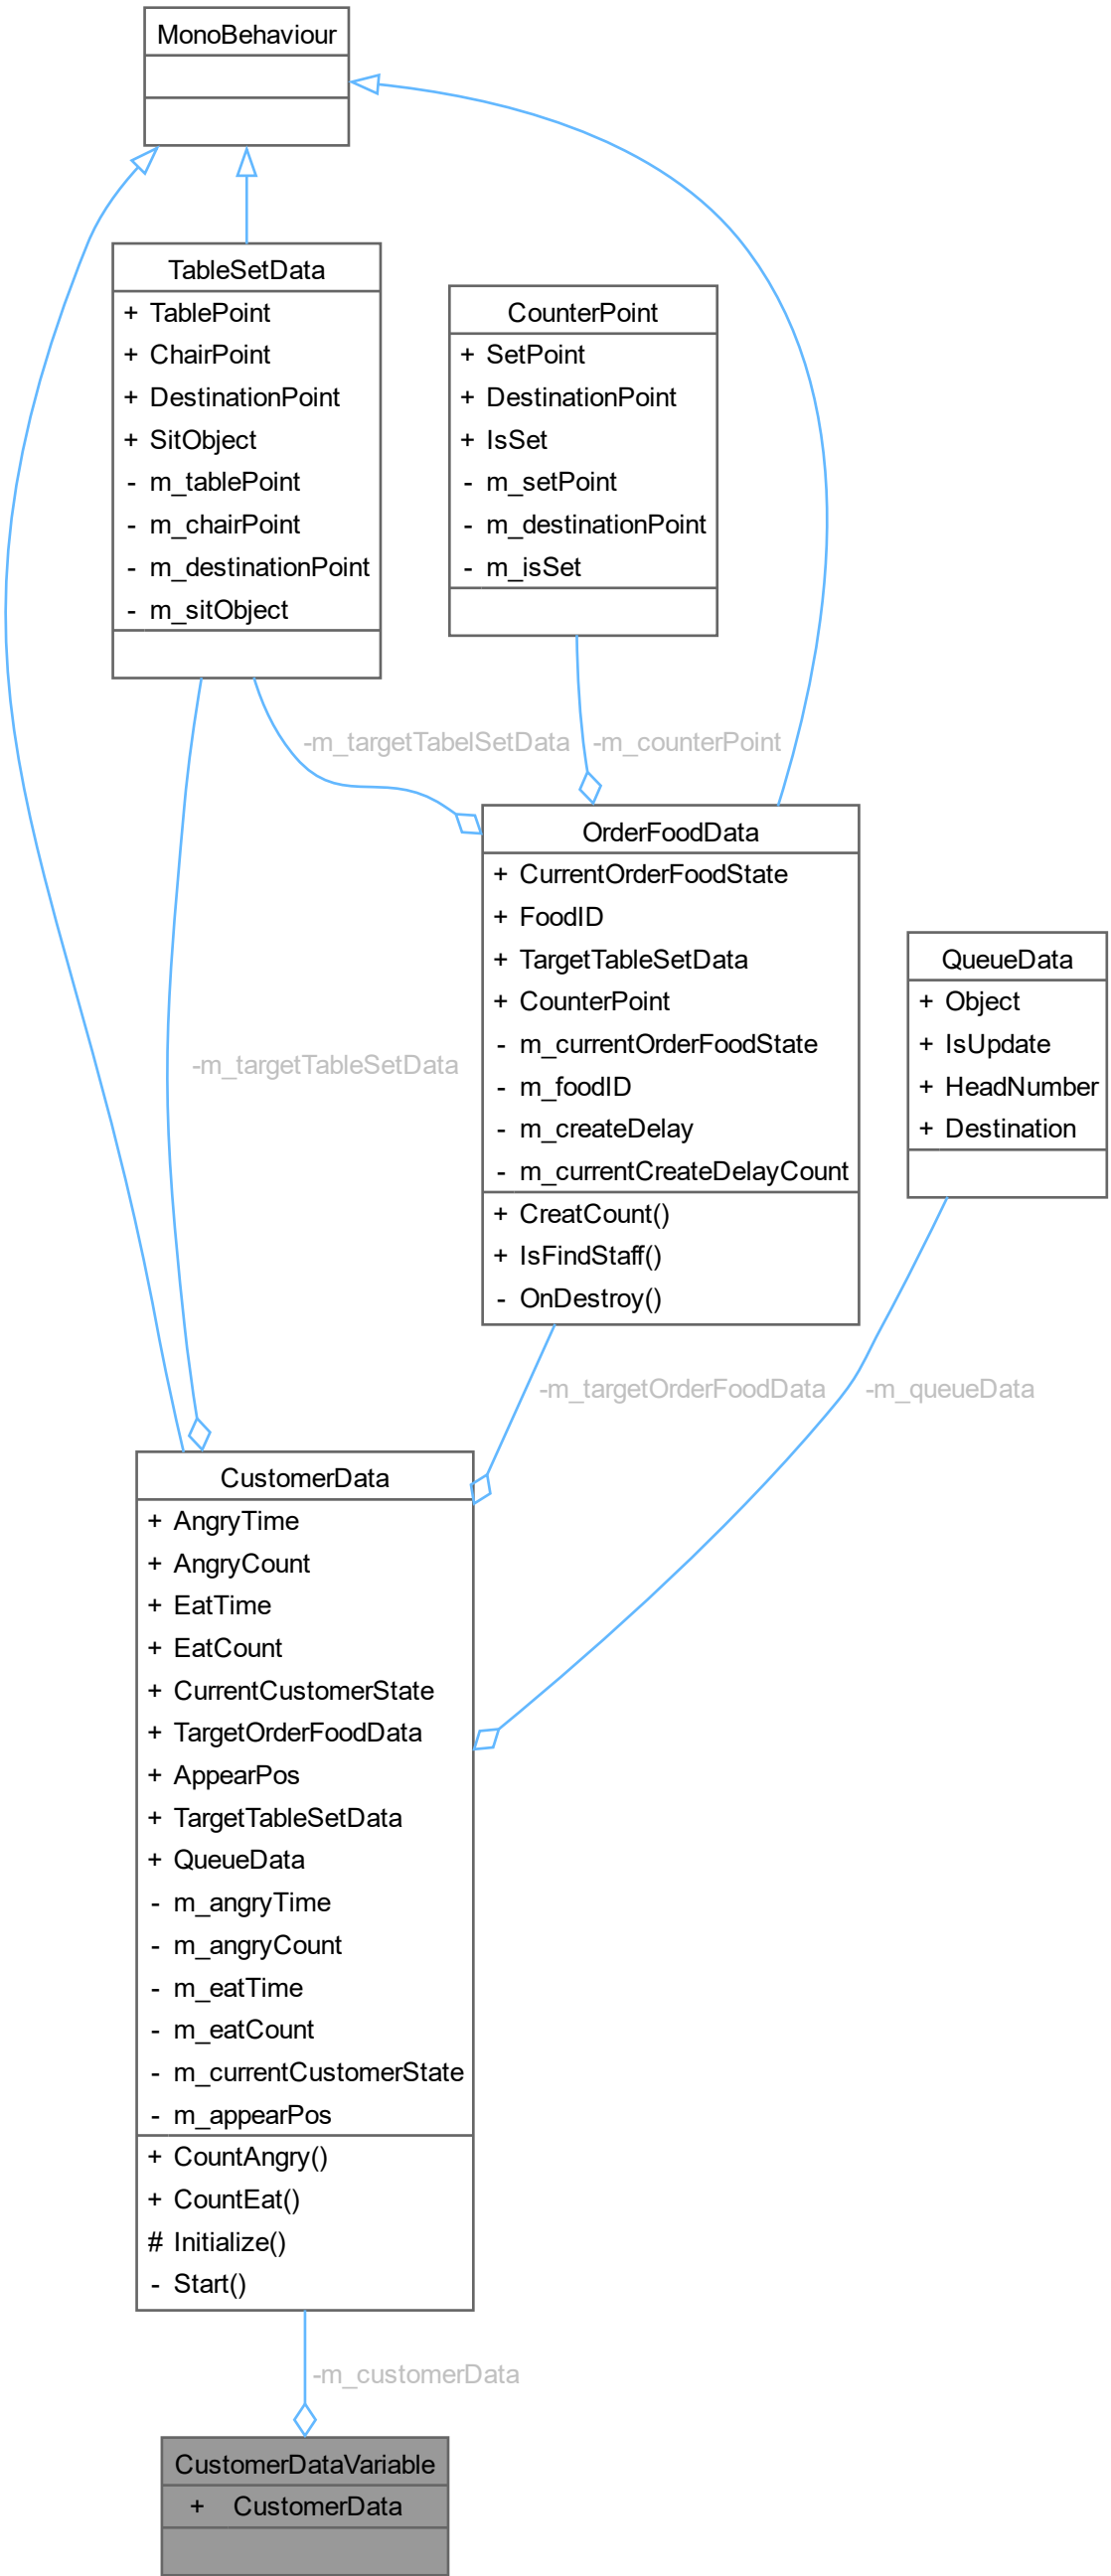 MonoBehaviour
TableSetData
+ TablePoint
+ ChairPoint
+ DestinationPoint
+ SitObject
- m_tablePoint
- m_chairPoint
- m_destinationPoint
- m_sitObject
CounterPoint
+ SetPoint
+ DestinationPoint
+ IsSet
- m_setPoint
- m_destinationPoint
- m_isSet
-m_targetTabelSetData
-m_counterPoint
OrderFoodData
+ CurrentOrderFoodState
+ FoodID
+ TargetTableSetData
+ CounterPoint
- m_currentOrderFoodState
- m_foodID
- m_createDelay
- m_currentCreateDelayCount
+ CreatCount()
+ IsFindStaff()
- OnDestroy()
QueueData
+ Object
+ IsUpdate
+ HeadNumber
+ Destination
-m_targetTableSetData
-m_targetOrderFoodData
-m_queueData
CustomerData
+ AngryTime
+ AngryCount
+ EatTime
+ EatCount
+ CurrentCustomerState
+ TargetOrderFoodData
+ AppearPos
+ TargetTableSetData
+ QueueData
- m_angryTime
- m_angryCount
- m_eatTime
- m_eatCount
- m_currentCustomerState
- m_appearPos
+ CountAngry()
+ CountEat()
# Initialize()
- Start()
-m_customerData
CustomerDataVariable
+ CustomerData